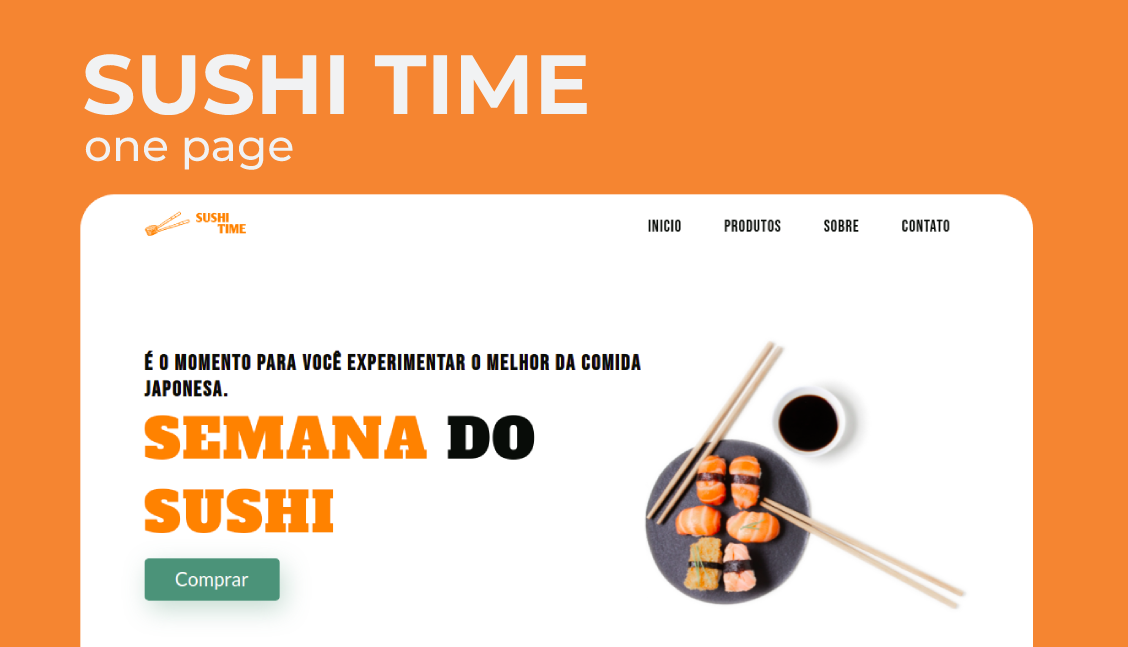 SUSHI TIME
one page
SUSHI
TIME
INICIO PRODUTOS SOBRE CONTATO
É O MOMENTO PARA VOCÊ EXPERIMENTAR O MELHOR DA COMIDA
JAPONESA.
SEMANA DO
SUSHI
Comprar